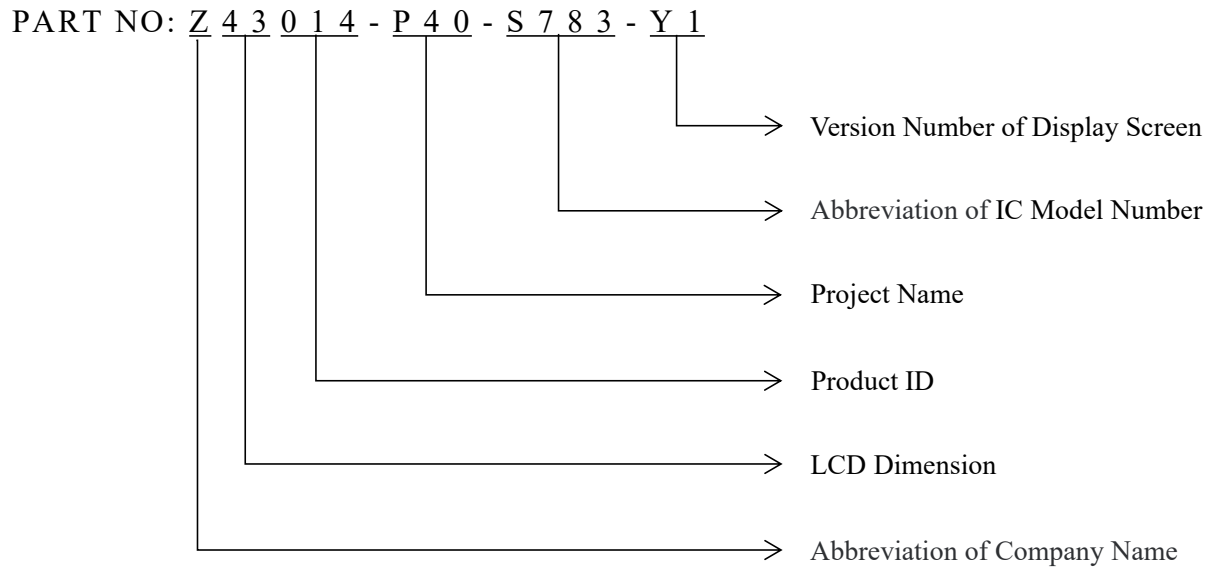 PART NO: Z 4 3 0 1 4 - P 4 0 - S 7 8 3 - Y 1
Version Number of Display Screen
Abbreviation of IC Model Number
Project Name
Product ID
LCD Dimension
Abbreviation of Company Name